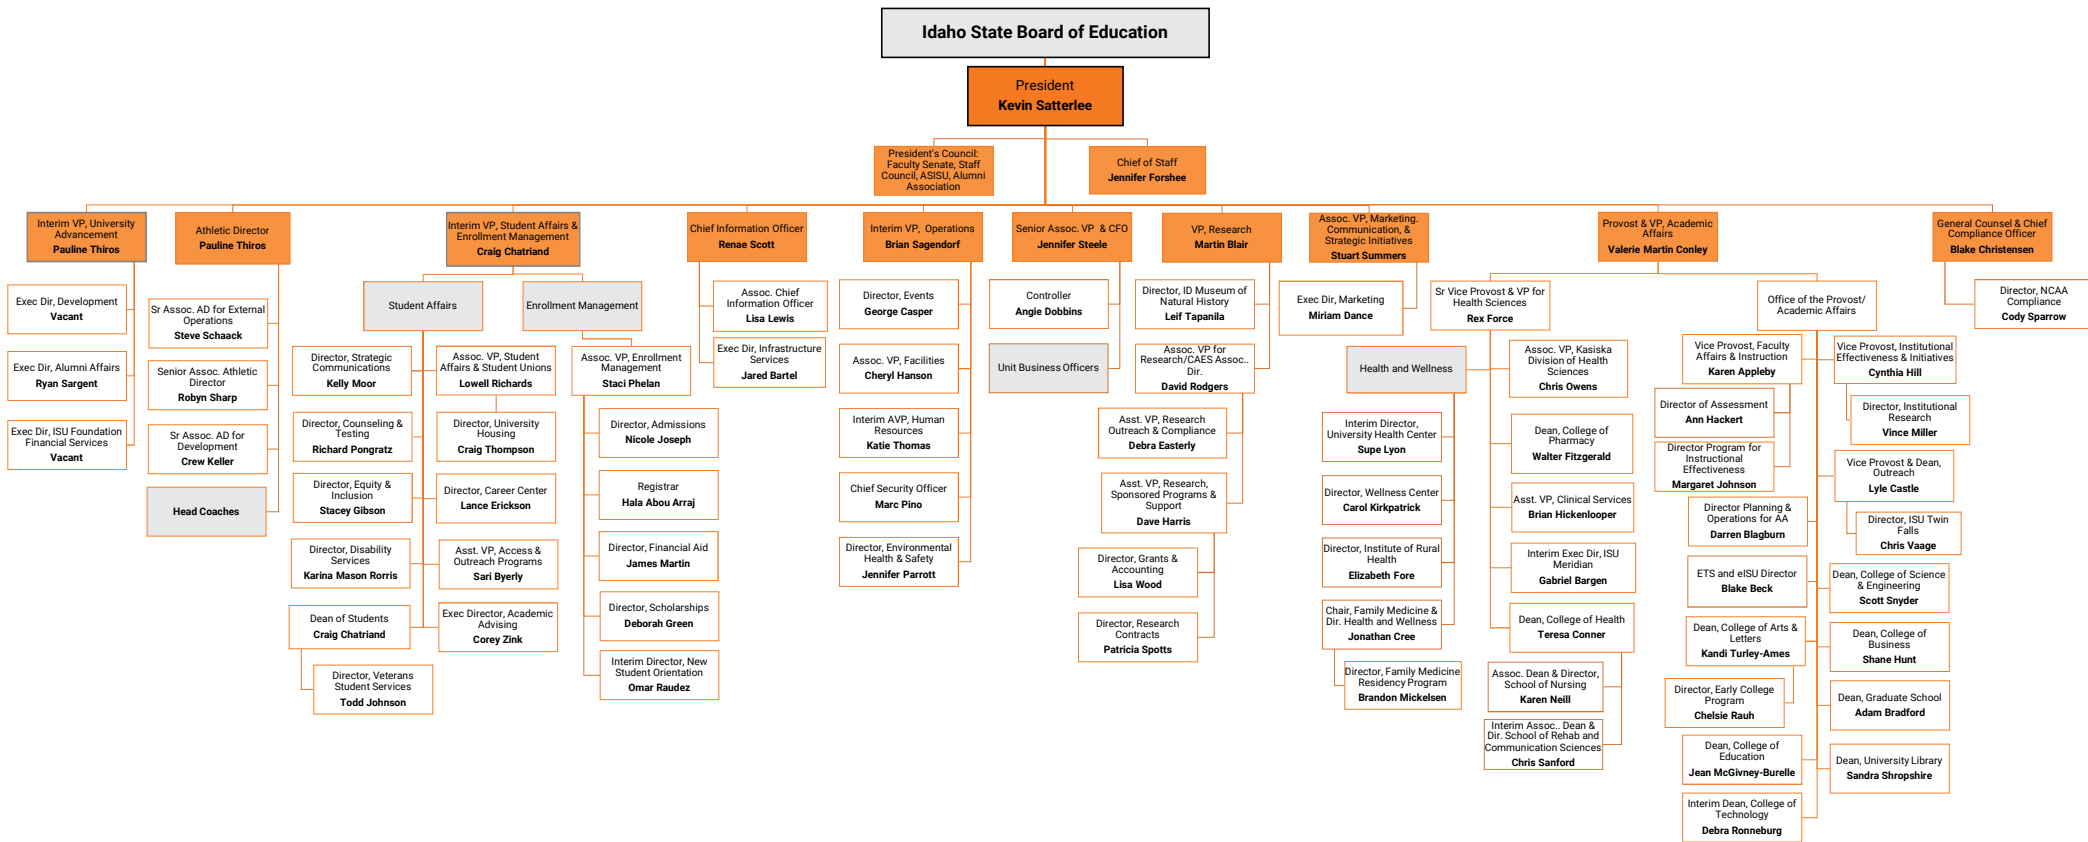 Idaho State Board of Education
President
Kevin Satterlee
President's Council:
Faculty Senate, Staff
Council, ASISU, Alumni
Association
Chief of Staff
Jennifer Forshee
Interim VP, University
Advancement
Pauline Thiros
Exec Dir, Development
Vacant
Exec Dir, Alumni Affairs
Ryan Sargent
Exec Dir, ISU Foundation
Financial Services
Vacant
Athletic Director
Pauline Thiros
Sr Assoc. AD for External
Operations
Steve Schaack
Senior Assoc. Athletic
Director
Robyn Sharp
Sr Assoc. AD for
Development
Crew Keller
Head Coaches
Interim VP, Student Affairs &
Enrollment Management
Craig Chatriand
Student Affairs
Director, Strategic
Communications
Kelly Moor
Director, Counseling &
Testing
Richard Pongratz
Director, Equity &
Inclusion
Stacey Gibson
Director, Disability
Services
Karina Mason Rorris
Dean of Students
Craig Chatriand
Director, Veterans
Student Services
Todd Johnson
Assoc. VP, Student
Affairs & Student Unions
Lowell Richards
Director, University
Housing
Craig Thompson
Director, Career Center
Lance Erickson
Asst. VP, Access &
Outreach Programs
Sari Byerly
Exec Director, Academic
Advising
Corey Zink
Enrollment Management
Assoc. VP, Enrollment
Management
Staci Phelan
Director, Admissions
Nicole Joseph
Registrar
Hala Abou Arraj
Director, Financial Aid
James Martin
Director, Scholarships
Deborah Green
Interim Director, New
Student Orientation
Omar Raudez
Chief Information Officer
Renae Scott
Assoc. Chief
Information Officer
Lisa Lewis
Exec Dir, Infrastructure
Services
Jared Bartel
Interim VP, Operations
Brian Sagendorf
Director, Events
George Casper
Assoc. VP, Facilities
Cheryl Hanson
Interim AVP, Human
Resources
Katie Thomas
Chief Security Officer
Marc Pino
Director, Environmental
Health & Safety
Jennifer Parrott
Senior Assoc. VP & CFO
Jennifer Steele
Controller
Angie Dobbins
Unit Business Officers
VP, Research
Martin Blair
Director, ID Museum of
Natural History
Leif Tapanila
Assoc. VP for
Research/CAES Assoc..
Dir.
David Rodgers
Asst. VP, Research
Outreach & Compliance
Debra Easterly
Asst. VP, Research,
Sponsored Programs &
Support
Dave Harris
Director, Grants &
Accounting
Lisa Wood
Director, Research
Contracts
Patricia Spotts
Assoc. VP, Marketing.
Communication, &
Strategic Initiatives
Stuart Summers
Exec Dir, Marketing
Miriam Dance
Provost & VP, Academic
Affairs
Valerie Martin Conley
Sr Vice Provost & VP for
Health Sciences
Rex Force
Health and Wellness
Interim Director,
University Health Center
Supe Lyon
Director, Wellness Center
Carol Kirkpatrick
Director, Institute of Rural
Health
Elizabeth Fore
Chair, Family Medicine &
Dir. Health and Wellness
Jonathan Cree
Director, Family Medicine
Residency Program
Brandon Mickelsen
Assoc. VP, Kasiska
Division of Health
Sciences
Chris Owens
Dean, College of
Pharmacy
Walter Fitzgerald
Asst. VP, Clinical Services
Brian Hickenlooper
Interim Exec Dir, ISU
Meridian
Gabriel Bargen
Dean, College of Health
Teresa Conner
Assoc. Dean & Director,
School of Nursing
Karen Neill
Interim Assoc.. Dean &
Dir. School of Rehab and
Communication Sciences
Chris Sanford
Office of the Provost/
Academic Affairs
Vice Provost, Faculty
Affairs & Instruction
Karen Appleby
Director of Assessment
Ann Hackert
Director Program for
Instructional
Effectiveness
Margaret Johnson
Director Planning &
Operations for AA
Darren Blagburn
ETS and eISU Director
Blake Beck
Dean, College of Arts &
Letters
Kandi Turley-Ames
Director, Early College
Program
Chelsie Rauh
Dean, College of
Education
Jean McGivney-Burelle
Interim Dean, College of
Technology
Debra Ronneburg
Vice Provost, Institutional
Effectiveness & Initiatives
Cynthia Hill
Director, Institutional
Research
Vince Miller
Vice Provost & Dean,
Outreach
Lyle Castle
Director, ISU Twin
Falls
Chris Vaage
Dean, College of Science
& Engineering
Scott Snyder
Dean, College of
Business
Shane Hunt
Dean, Graduate School
Adam Bradford
Dean, University Library
Sandra Shropshire
General Counsel & Chief
Compliance Officer
Blake Christensen
Director, NCAA
Compliance
Cody Sparrow